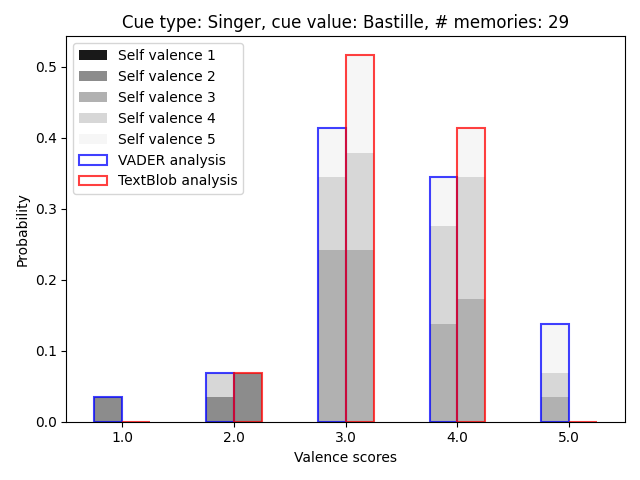 Cue type: Singer, cue value: Bastille, # memories: 29
Self valence 1
Self valence 2
Self valence 3
Self valence 4
Self valence 5
VADER analysis
TextBlob analysis
Probability
0.5
0.4
0.3
0.2
0.1
0.0
1.0 2.0 3.0 4.0 5.0
Valence scores